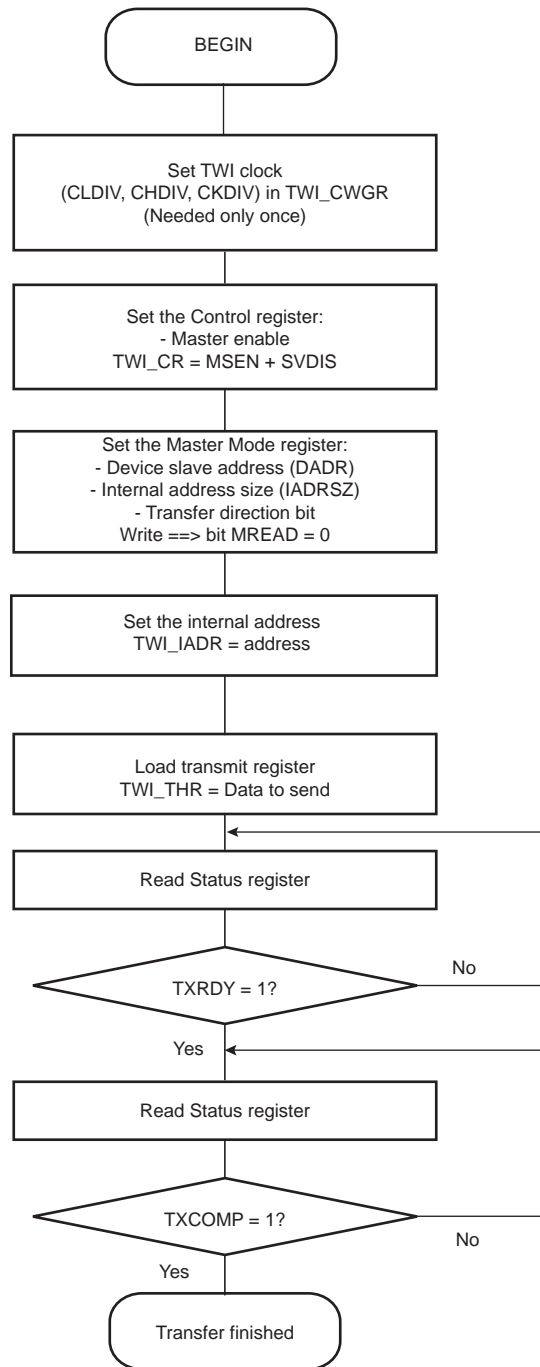 BEGIN
Set TWI clock
(CLDIV, CHDIV, CKDIV) in TWI_CWGR
(Needed only once)
Set the Control register:
- Master enable
TWI_CR = MSEN + SVDIS
Set the Master Mode register:
- Device slave address (DADR)
- Internal address size (IADRSZ)
- Transfer direction bit
Write ==> bit MREAD = 0
Set the internal address
TWI_IADR = address
Load transmit register
TWI_THR = Data to send
Read Status register
TXRDY = 1?
No
Yes
Read Status register
TXCOMP = 1?
No
Yes
Transfer finished